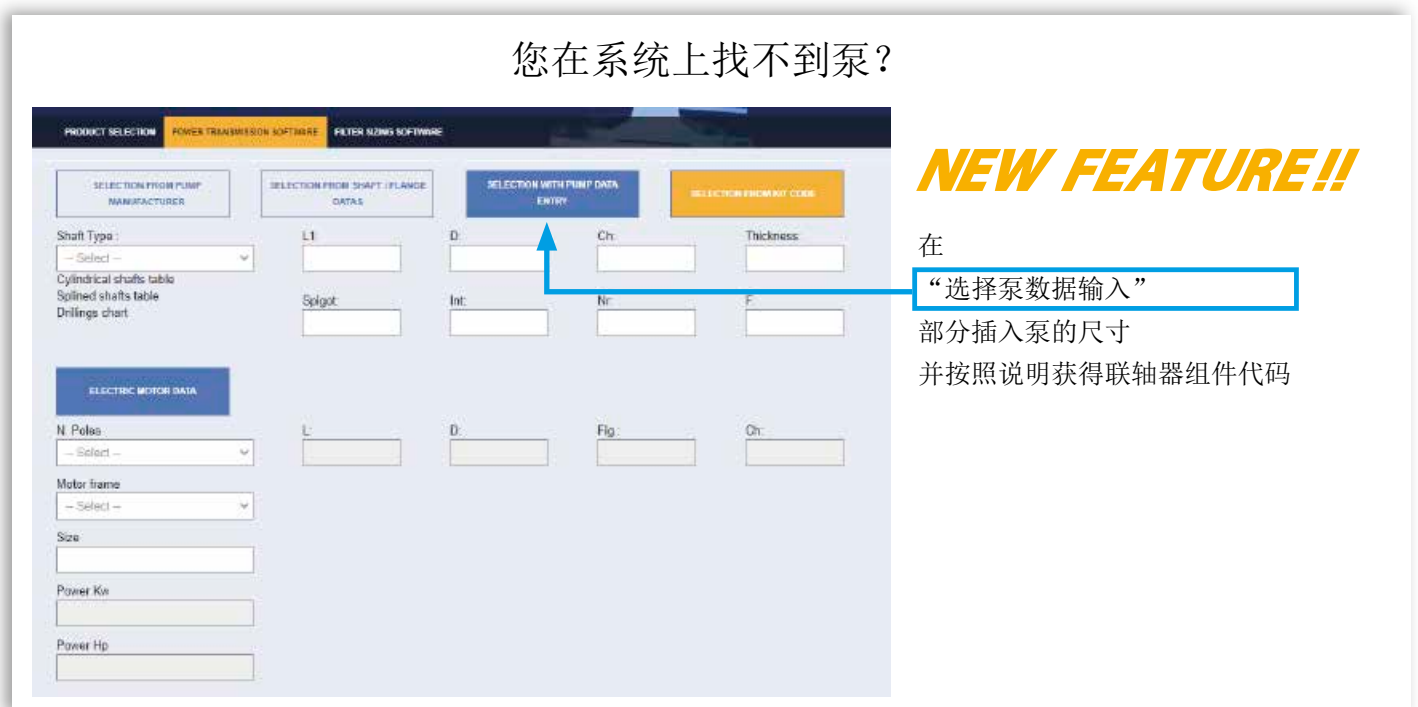 您在系统上找不到泵？
PRODUCT SELECTION POWER TRANSMISSION SOFTWARE FILTER SIZING SOFTWARE
SELECTION FROM PUMP MANUFACTURER
SELECTION FROM SHAFT / FLANGE DATAS
SELECTION WITH PUMP DATA ENTRY
SELECTION FROM KIT CODE
NEW FEATURE!!
Shaft Type : L1: D: Ch: Thickness:
-- Select --
Cylindrical shafts table
Splined shafts table
Drillings chart
Spigot: Int: Nr: F:
在
“选择泵数据输入”
部分插入泵的尺寸
并按照说明获得联轴器组件代码
ELECTRIC MOTOR DATA
N. Poles L: D: Flg.: Ch:
-- Select --
Motor frame
-- Select --
Size
Power Kw
Power Hp